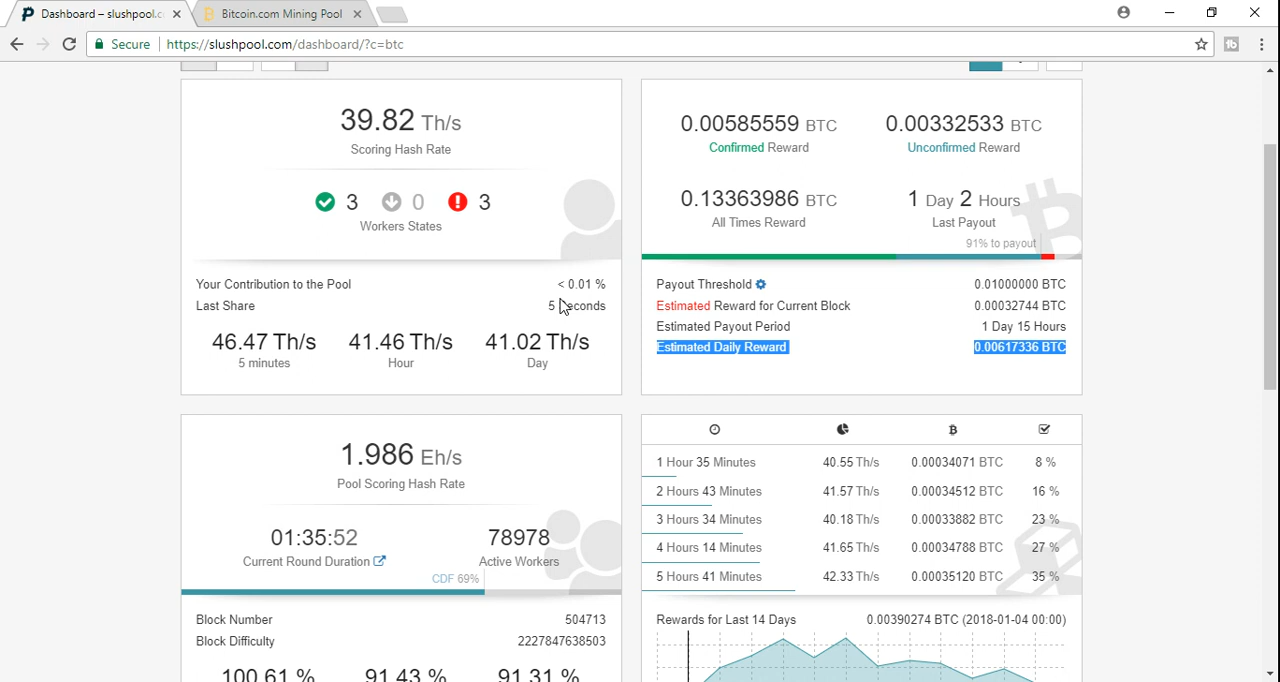 Dashboard – slushpool.c
Bitcoin.com Mining Pool
Secure
https://slushpool.com/dashboard/?c=btc
39.82 Th/s
Scoring Hash Rate
3 0 3
Workers States
Your Contribution to the Pool < 0.01 %
Last Share 5
46.47 Th/s 41.46 Th/s 41.02 Th/s
5 minutes Hour Day
0.00585559 BTC 0.00332533 BTC
Confirmed Reward Unconfirmed Reward
0.13363986 BTC 1 Day 2 Hours
All Times Reward Last Payout
91% to payout
Payout Threshold 0.01000000 BTC
Estimated Reward for Current Block 0.00032744 BTC
Estimated Payout Period 1 Day 15 Hours
Estimated Daily Reward 0.00617336 BTC
1.986 Eh/s
Pool Scoring Hash Rate
01:35:52 78978
Current Round Duration Active Workers
CDF 69%
Block Number 504713
Block Difficulty 2227847638503
100.61 % 91.43 % 91.31 %
1 Hour 35 Minutes 40.55 Th/s 0.00034071 BTC 8 %
2 Hours 43 Minutes 41.57 Th/s 0.00034512 BTC 16 %
3 Hours 34 Minutes 40.18 Th/s 0.00033882 BTC 23 %
4 Hours 14 Minutes 41.65 Th/s 0.00034788 BTC 27 %
5 Hours 41 Minutes 42.33 Th/s 0.00035120 BTC 35 %
Rewards for Last 14 Days 0.00390274 BTC (2018-01-04 00:00)